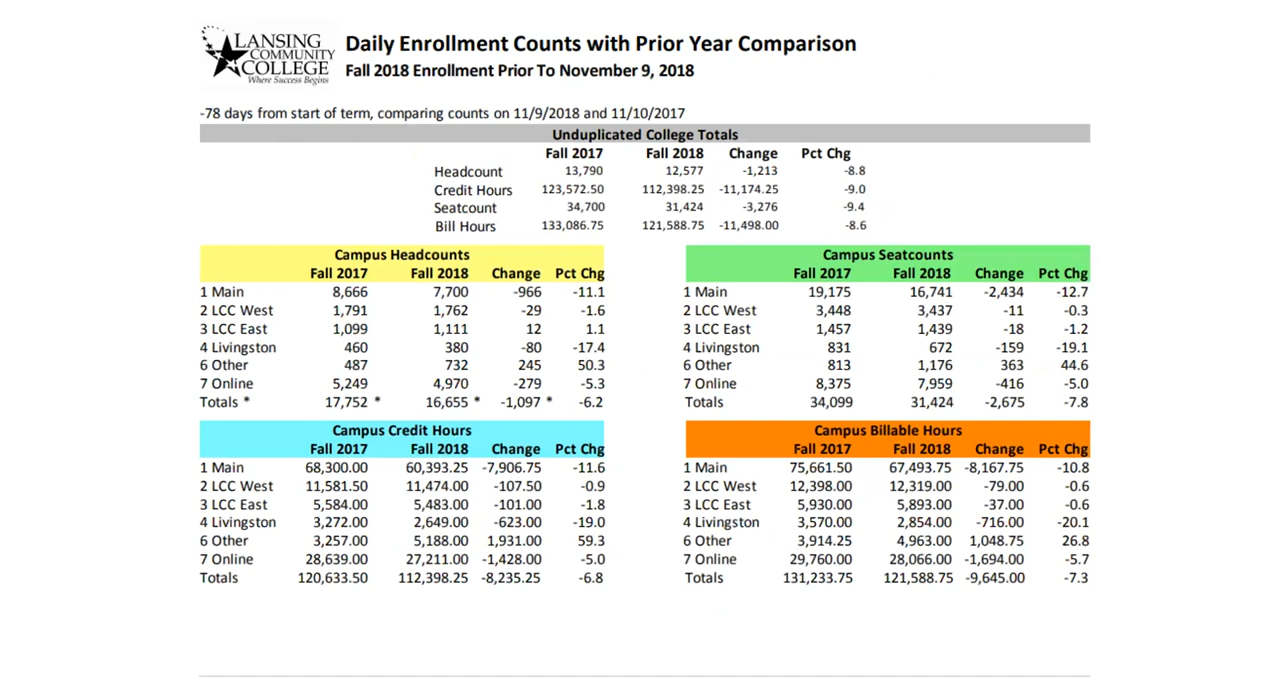 LANSING
COMMUNITY
COLLEGE
Where Success Begins
Daily Enrollment Counts with Prior Year Comparison
Fall 2018 Enrollment Prior To November 9, 2018
-78 days from start of term, comparing counts on 11/9/2018 and 11/10/2017
Unduplicated College Totals
Fall 2017 Fall 2018 Change Pct Chg
Headcount 13,790 12,577 -1,213 -8.8
Credit Hours 123,572.50 112,398.25 -11,174.25 -9.0
Seatcount 34,700 31,424 -3,276 -9.4
Bill Hours 133,086.75 121,588.75 -11,498.00 -8.6
Campus Headcounts
Fall 2017 Fall 2018 Change Pct Chg
1 Main 8,666 7,700 -966 -11.1
2 LCC West 1,791 1,762 -29 -1.6
3 LCC East 1,099 1,111 12 1.1
4 Livingston 460 380 -80 -17.4
6 Other 487 732 245 50.3
7 Online 5,249 4,970 -279 -5.3
Totals * 17,752 * 16,655 * -1,097 * -6.2
Campus Seatcounts
Fall 2017 Fall 2018 Change Pct Chg
1 Main 19,175 16,741 -2,434 -12.7
2 LCC West 3,448 3,437 -11 -0.3
3 LCC East 1,457 1,439 -18 -1.2
4 Livingston 831 672 -159 -19.1
6 Other 813 1,176 363 44.6
7 Online 8,375 7,959 -416 -5.0
Totals 34,099 31,424 -2,675 -7.8
Campus Credit Hours
Fall 2017 Fall 2018 Change Pct Chg
1 Main 68,300.00 60,393.25 -7,906.75 -11.6
2 LCC West 11,581.50 11,474.00 -107.50 -0.9
3 LCC East 5,584.00 5,483.00 -101.00 -1.8
4 Livingston 3,272.00 2,649.00 -623.00 -19.0
6 Other 3,257.00 5,188.00 1,931.00 59.3
7 Online 28,639.00 27,211.00 -1,428.00 -5.0
Totals 120,633.50 112,398.25 -8,235.25 -6.8
Campus Billable Hours
Fall 2017 Fall 2018 Change Pct Chg
1 Main 75,661.50 67,493.75 -8,167.75 -10.8
2 LCC West 12,398.00 12,319.00 -79.00 -0.6
3 LCC East 5,930.00 5,893.00 -37.00 -0.6
4 Livingston 3,570.00 2,854.00 -716.00 -20.1
6 Other 3,914.25 4,963.00 1,048.75 26.8
7 Online 29,760.00 28,066.00 -1,694.00 -5.7
Totals 131,233.75 121,588.75 -9,645.00 -7.3